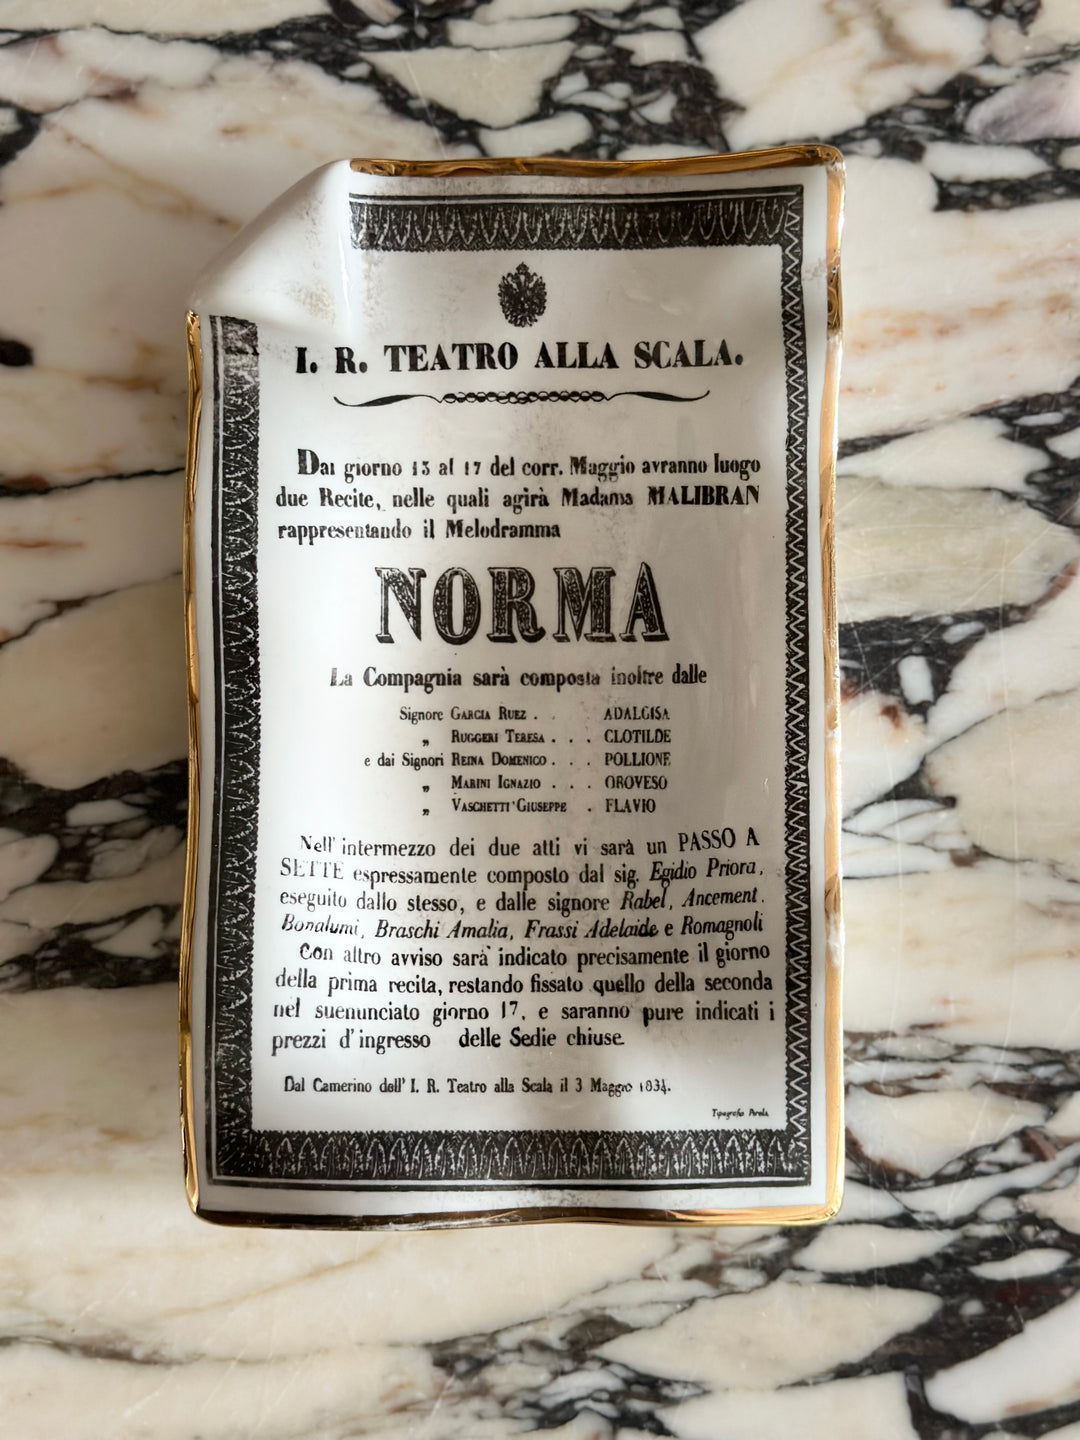 I. R. TEATRO ALLA SCALA.
Dal giorno 13 al 17 del corr. Maggio avranno luogo
due Recite, nelle quali agirà Madama MALIBRAN
rappresentando il Melodramma
NORMA
La Compagnia sarà composta inoltre dalle
Signore GARCIA RUEZ . . ADALGISA
„ RUGGERI TERESA . . . CLOTILDE
e dai Signori REINA DOMENICO . . . POLLIONE
„ MARINI IGNAZIO . . . OROVESO
„ VASCHETTI GIUSEPPE . FLAVIO
Nell' intermezzo dei due atti vi sarà un PASSO A
SETTE espressamente composto dal sig. Egidio Priora,
eseguito dallo stesso, e dalle signore Rabel, Ancement.
Bonalumi, Braschi Amalia, Frassi Adelaide e Romagnoli
Con altro avviso sarà indicato precisamente il giorno
della prima recita, restando fissato quello della seconda
nel suenunciato giorno 17, e saranno pure indicati i
prezzi d'ingresso delle Sedie chiuse
Dal Camerino dell' I. R. Teatro alla Scala il 3 Maggio 1834.
Tipografia Pirola